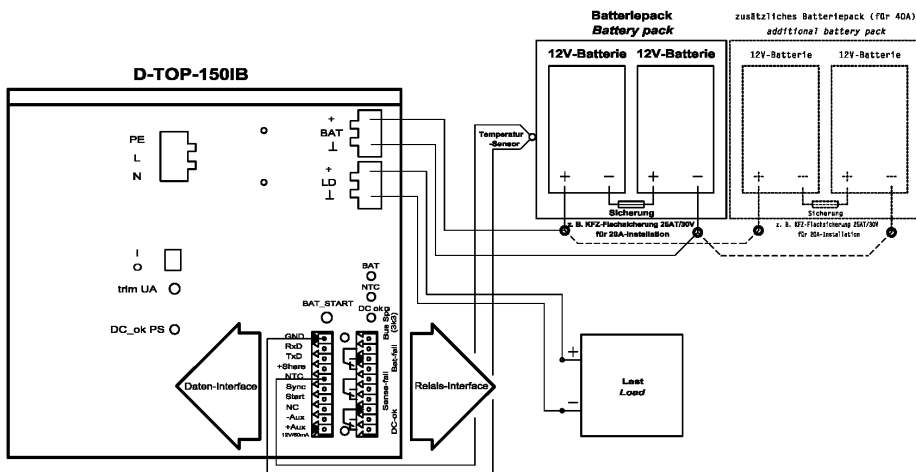 Batteriepack
Battery pack
zusätzliches Batteriepack (für 40A)
additional battery pack
12V-Batterie 12V-Batterie
12V-Batterie 12V-Batterie
D-TOP-150IB
PE
L
N
+
BAT
⊥
+
LD
⊥
Temperatur
-Sensor
+ − + −
+ --- + ---
Sicherung
z. B. KFZ-Flachsicherung 25AT/30V
für 20A-Installation
Sicherung
z. B. KFZ-Flachsicherung 25AT/30V
für 20A-Installation
I
O
trim UA
DC_ok PS
BAT
NTC
DC ok
BAT_START
GND
RxD
TxD
+Share
NTC
Sync
Start
NC
-Aux
+Aux
12V/60mA
Bus Spg
(3k3)
Bat-fail
Sense-fail
DC-ok
Daten-Interface
Relais-Interface
+
−
Last
Load